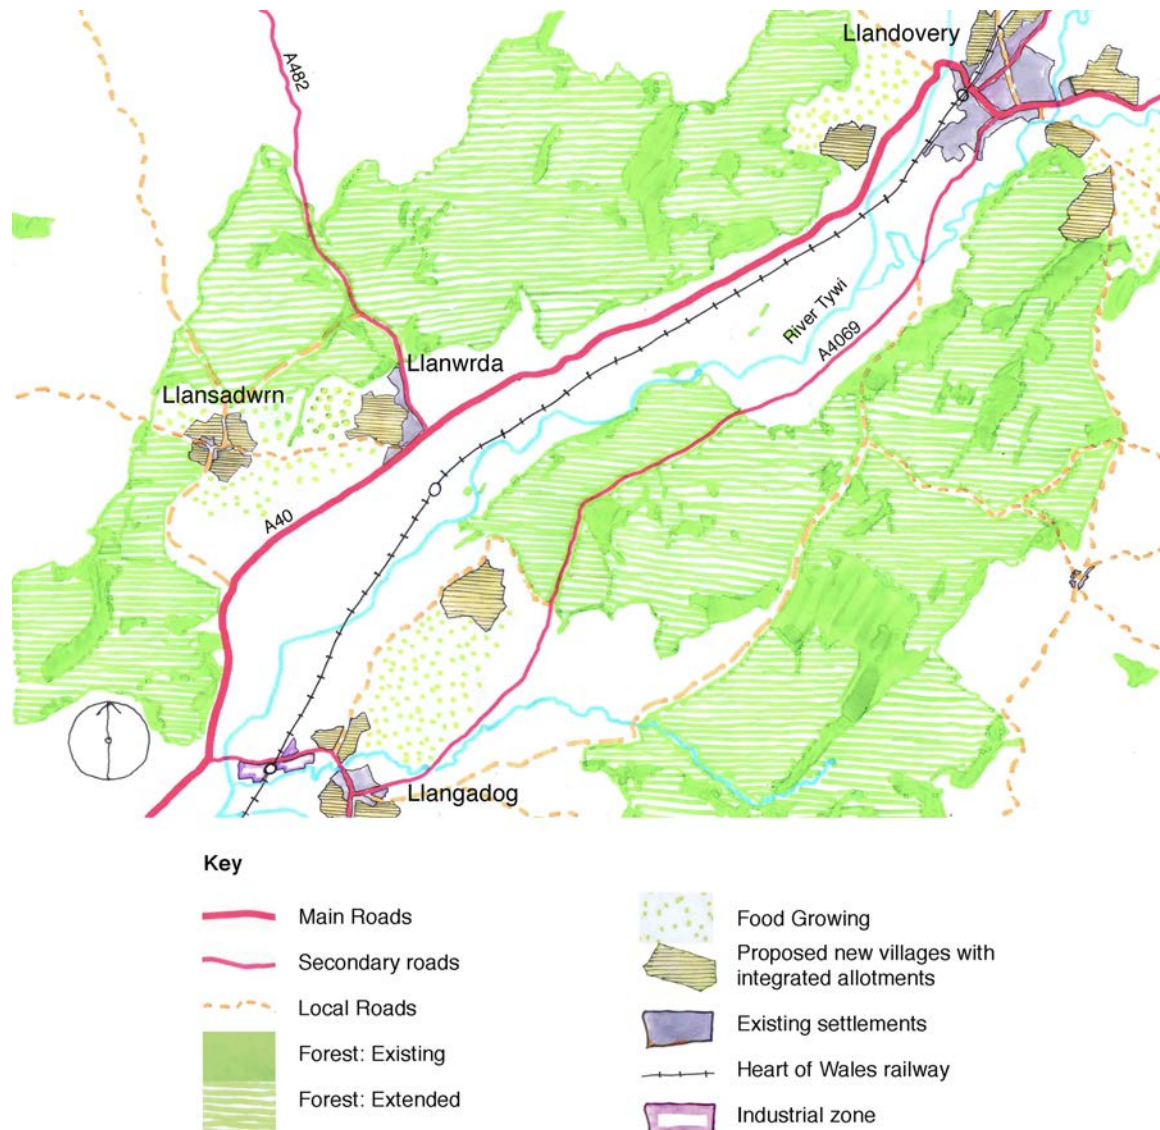 Llandovery
A482
River Tywi
A4069
Llanwrda
Llansadwrn
A40
Llangadog
Key
Main Roads
Secondary roads
Local Roads
Forest: Existing
Forest: Extended
Food Growing
Proposed new villages with
integrated allotments
Existing settlements
Heart of Wales railway
Industrial zone